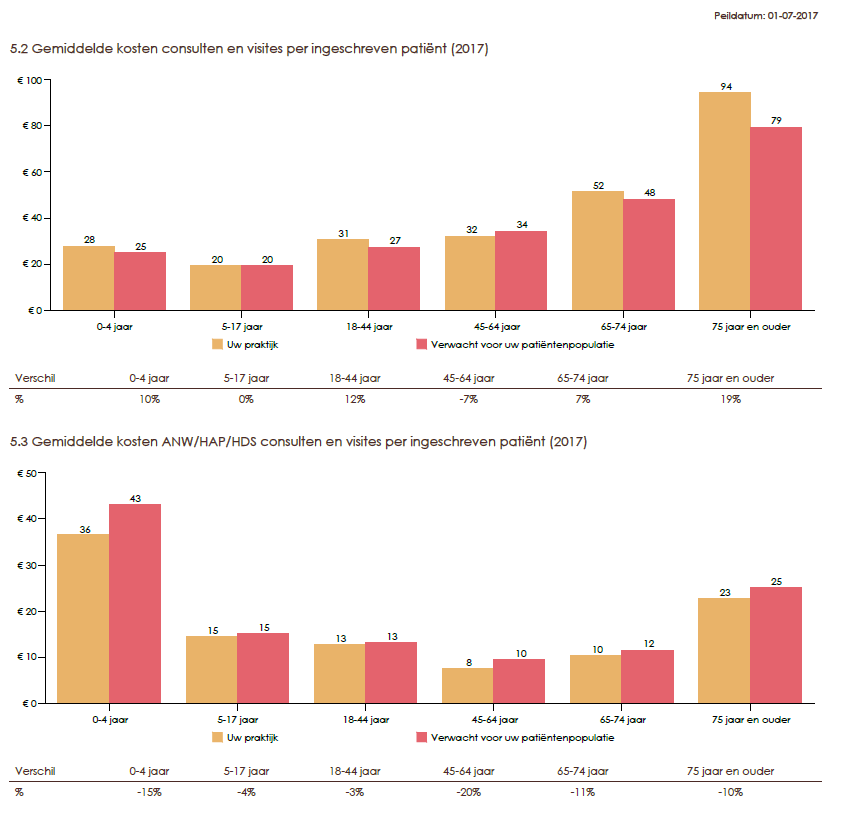 Peildatum: 01-07-2017
5.2 Gemiddelde kosten consulten en visites per ingeschreven patiënt (2017)
€ 100
€ 80
€ 60
€ 40
€ 20
€ 0
28 25 20 20 31 27 32 34 52 48 94 79
0-4 jaar 5-17 jaar 18-44 jaar 45-64 jaar 65-74 jaar 75 jaar en ouder
Uw praktijk Verwacht voor uw patiëntenpopulatie
Verschil 0-4 jaar 5-17 jaar 18-44 jaar 45-64 jaar 65-74 jaar 75 jaar en ouder
% 10% 0% 12% -7% 7% 19%
5.3 Gemiddelde kosten ANW/HAP/HDS consulten en visites per ingeschreven patiënt (2017)
€ 50
€ 40
€ 30
€ 20
€ 10
€ 0
36 43 15 15 13 13 8 10 10 12 23 25
0-4 jaar 5-17 jaar 18-44 jaar 45-64 jaar 65-74 jaar 75 jaar en ouder
Uw praktijk Verwacht voor uw patiëntenpopulatie
Verschil 0-4 jaar 5-17 jaar 18-44 jaar 45-64 jaar 65-74 jaar 75 jaar en ouder
% -15% -4% -3% -20% -11% -10%